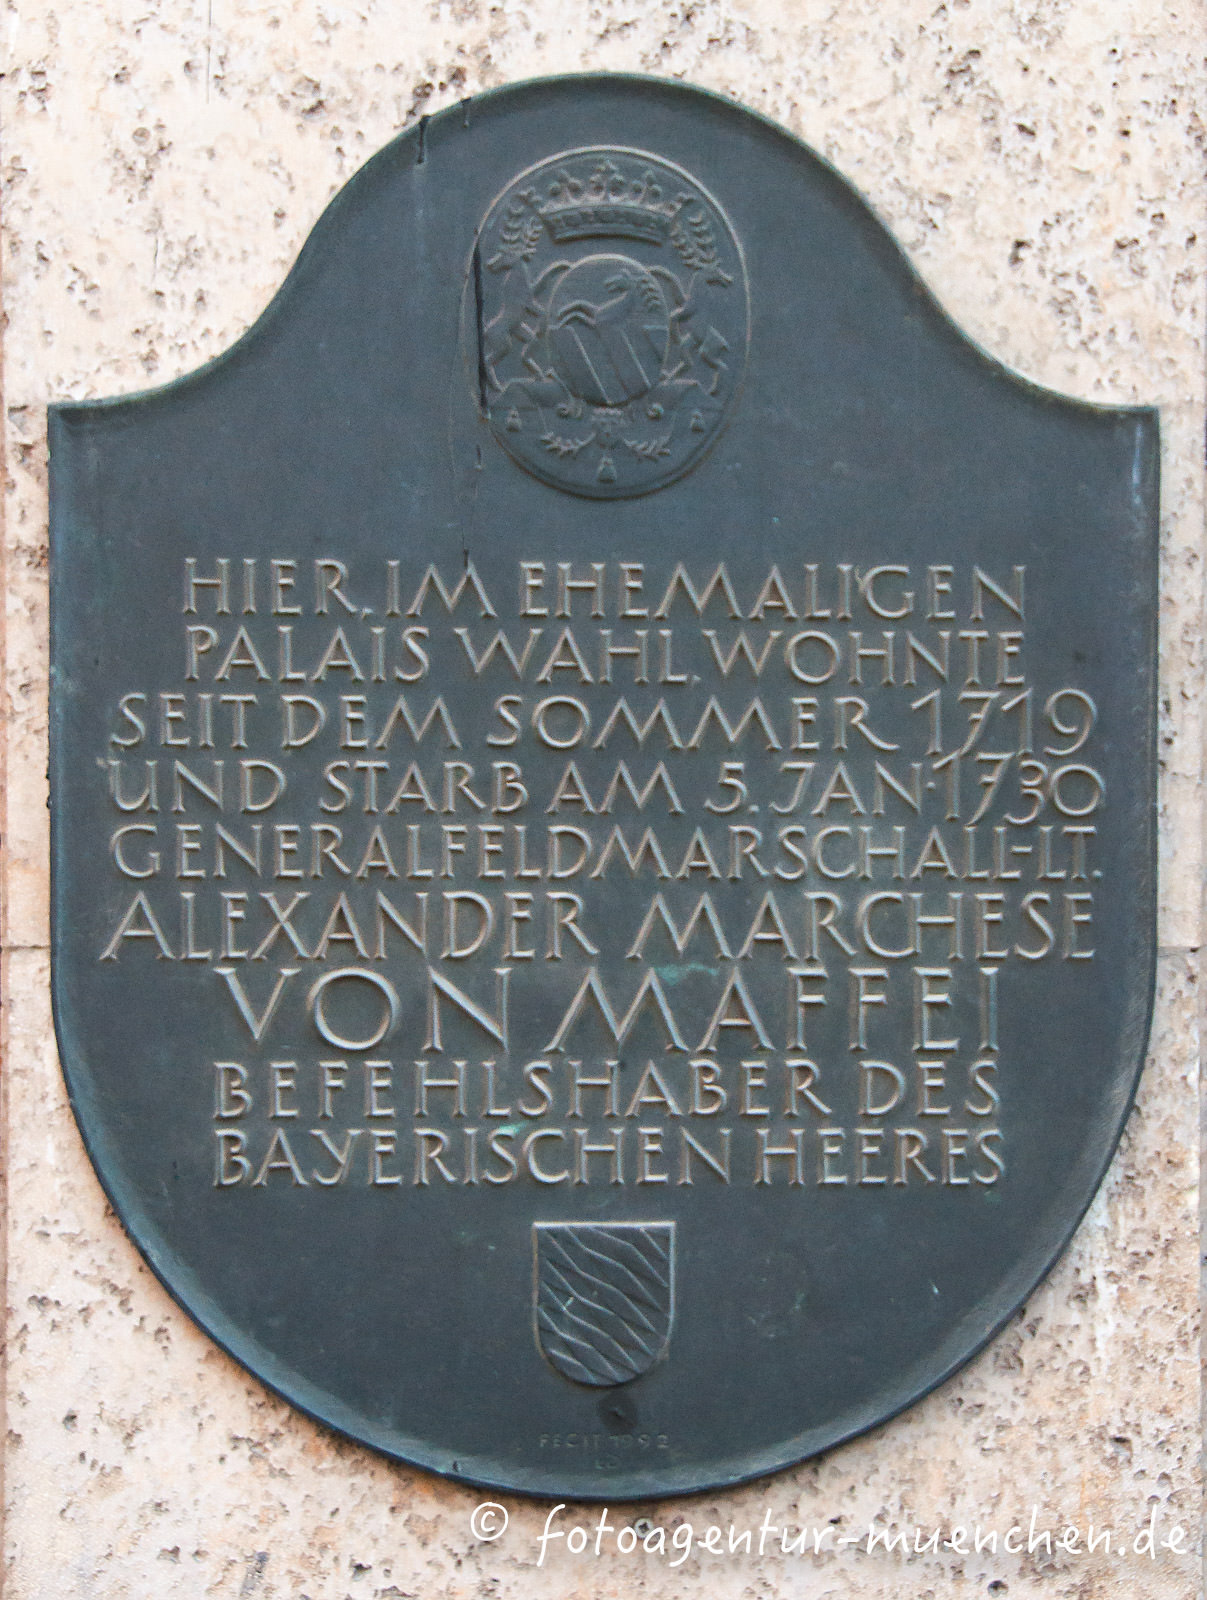 HIER, IM EHEMALIGEN
PALAIS WAHL, WOHNTE
SEIT DEM SOMMER 1719
UND STARB AM 5. JAN. 1730
GENERALFELDMARSCHALL-LT.
ALEXANDER MARCHESE
VON MAFFEI
BEFEHLSHABER DES
BAYERISCHEN HEERES
FECIT 1992
© fotoagentur-muenchen.de